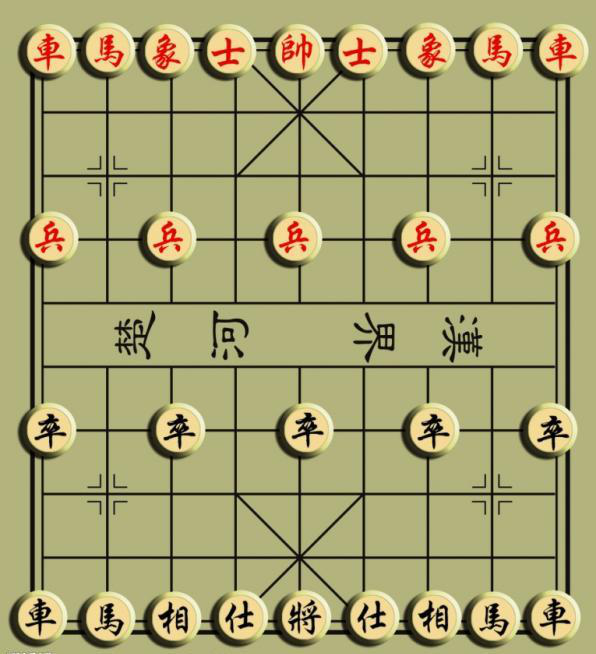 車 馬 象 士 帥 士 象 馬 車
兵 兵 兵 兵 兵
楚 河 界 漢
卒 卒 卒 卒 卒
車 馬 相 仕 將 仕 相 馬 車